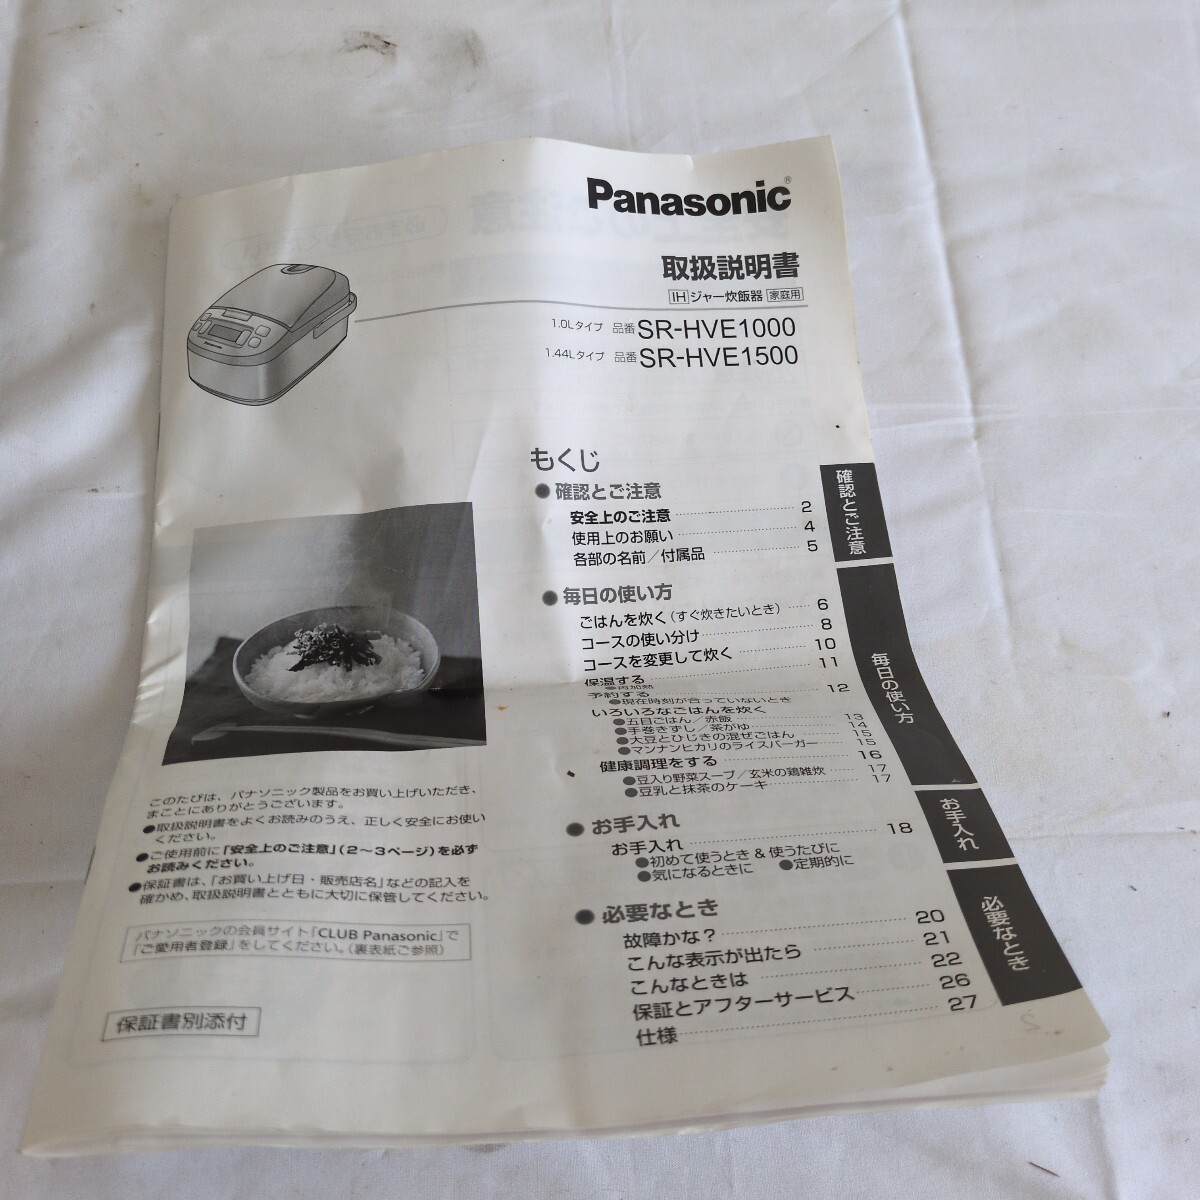 Panasonic®
取扱説明書
IH ジャー炊飯器 家庭用
1.0Lタイプ 品番 SR-HVE1000
1.44Lタイプ 品番 SR-HVE1500
もくじ
●確認とご注意
安全上のご注意 2
使用上のお願い 4
各部の名前／付属品 5
●毎日の使い方
ごはんを炊く(すぐ炊きたいとき) 6
コースの使い分け 8
コースを変更して炊く 10
保温する 11
●再加熱
予約する 12
●現在時刻が合っていないとき
いろいろなごはんを炊く
●五目ごはん／赤飯 13
●手巻きずし／茶がゆ 14
●大豆とひじきの混ぜごはん 15
●マンナンヒカリのライスバーガー 15
健康調理をする 16
●豆入り野菜スープ／玄米の鶏雑炊 17
●豆乳と抹茶のケーキ 17
●お手入れ
お手入れ 18
●初めて使うとき & 使うたびに
●気になるときに ●定期的に
●必要なとき
故障かな？ 20
こんな表示が出たら 21
こんなときは 22
保証とアフターサービス 26
仕様 27
確認とご注意
毎日の使い方
お手入れ
必要なとき
このたびは、パナソニック製品をお買い上げいただき、
まことにありがとうございます。
●取扱説明書をよくお読みのうえ、正しく安全にお使い
ください。
●ご使用前に「安全上のご注意」(2～3ページ)を必ず
お読みください。
●保証書は、「お買い上げ日・販売店名」などの記入を
確かめ、取扱説明書とともに大切に保管してください。
パナソニックの会員サイト「CLUB Panasonic」で
「ご愛用者登録」をしてください。(裏表紙ご参照)
保証書別添付